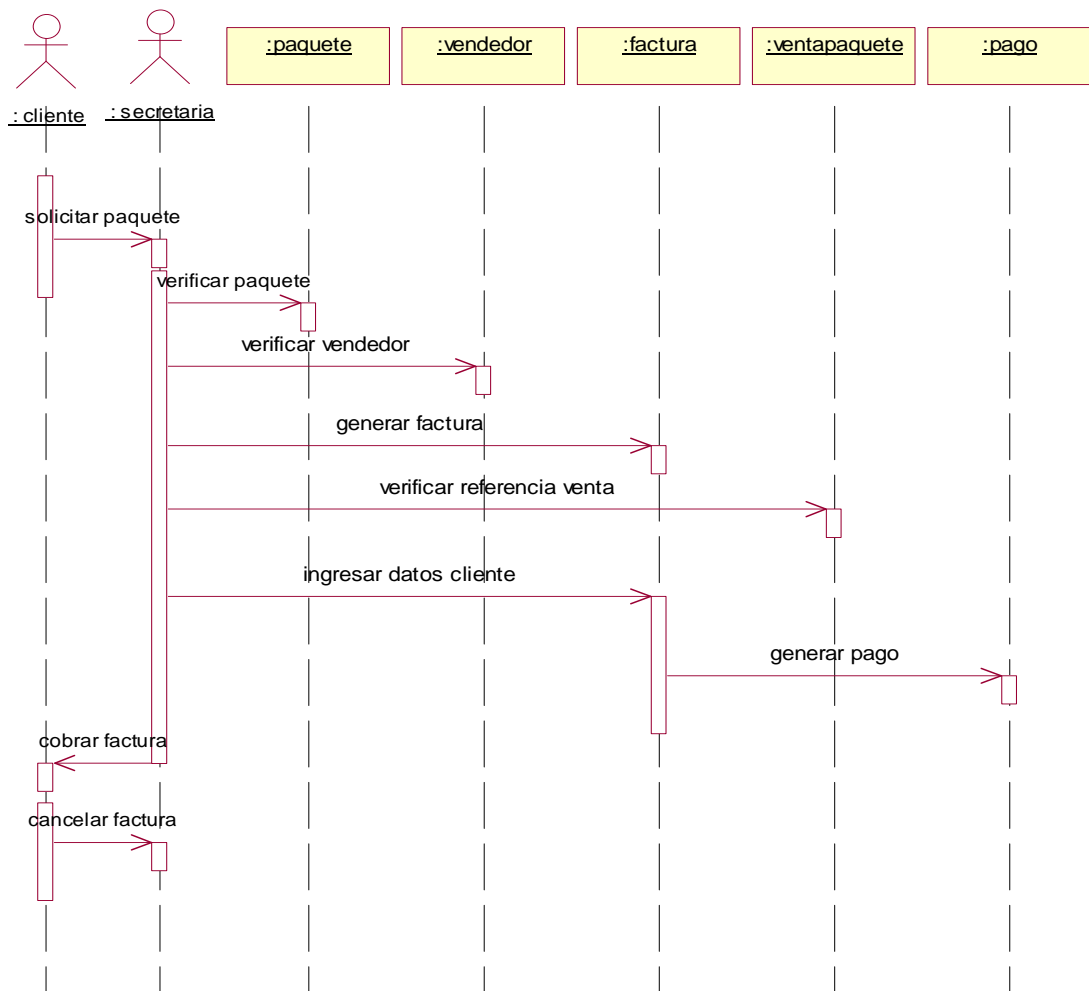 :paquete
:vendedor
:factura
:ventapaquete
:pago
: cliente
: secretaria
solicitar paquete
verificar paquete
verificar vendedor
generar factura
verificar referencia venta
ingresar datos cliente
generar pago
cobrar factura
cancelar factura